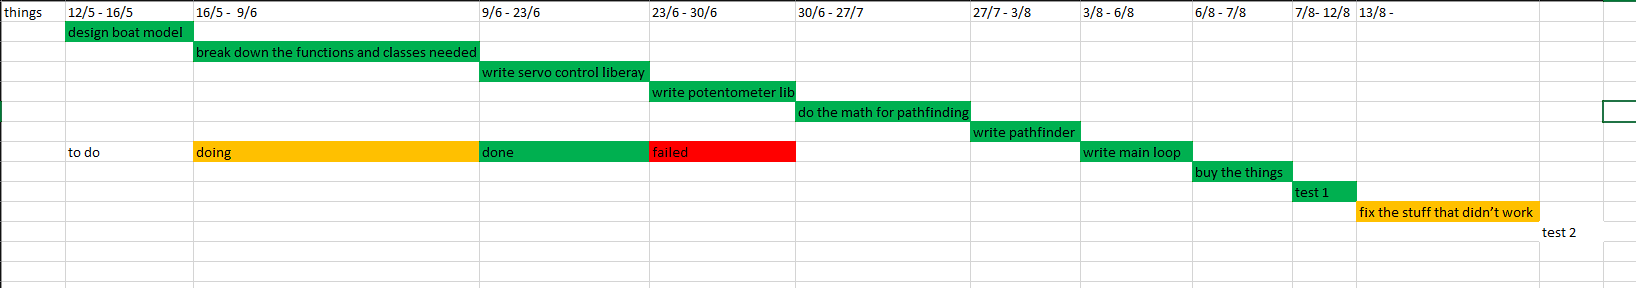 things 12/5 - 16/5 16/5 - 9/6 9/6 - 23/6 23/6 - 30/6 30/6 - 27/7 27/7 - 3/8 3/8 - 6/8 6/8 - 7/8 7/8- 12/8 13/8 -
design boat model
break down the functions and classes needed
write servo control liberay
write potentometer lib
do the math for pathfinding
write pathfinder
to do doing done failed write main loop
buy the things
test 1
fix the stuff that didn’t work
test 2